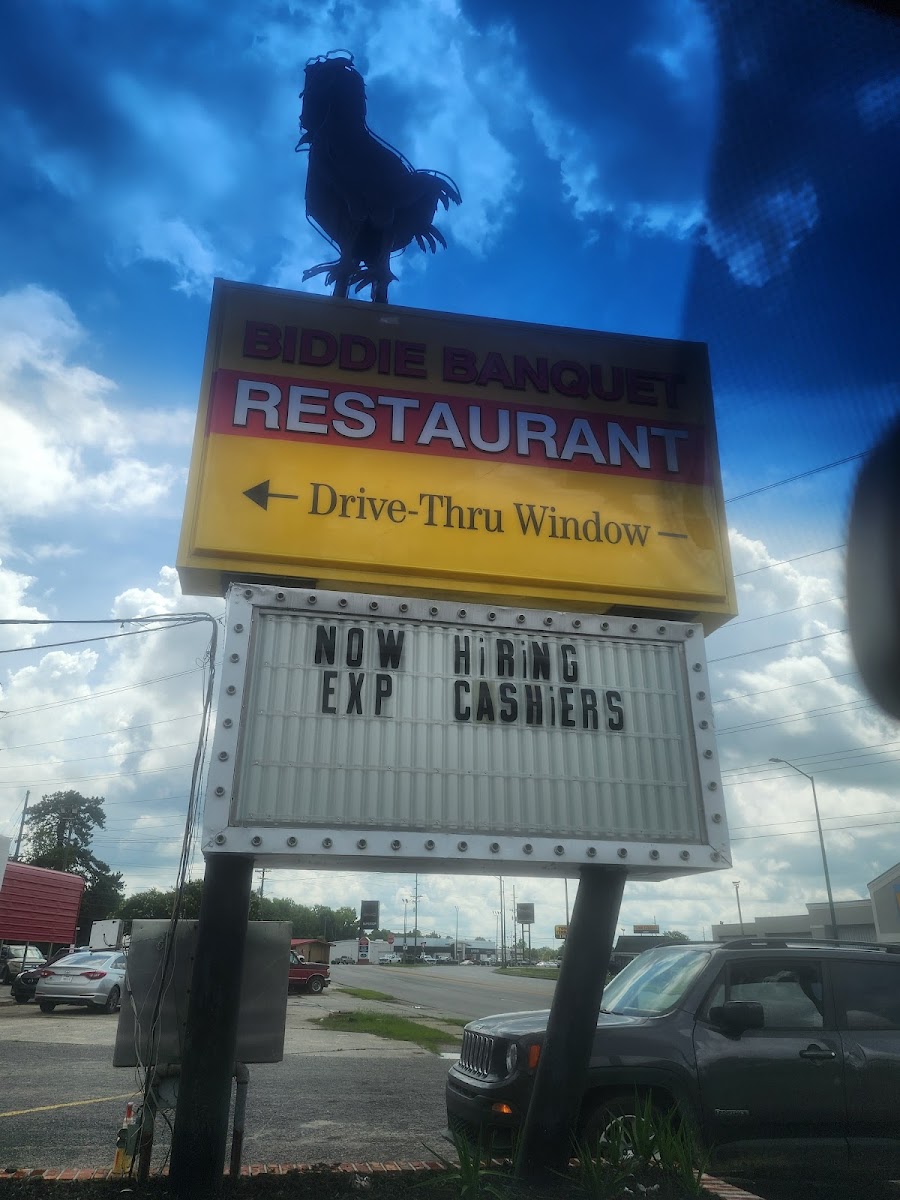 BIDDIE BANQUET
RESTAURANT
Drive-Thru Window
NOW HiRiNG
EXP CASHiERS